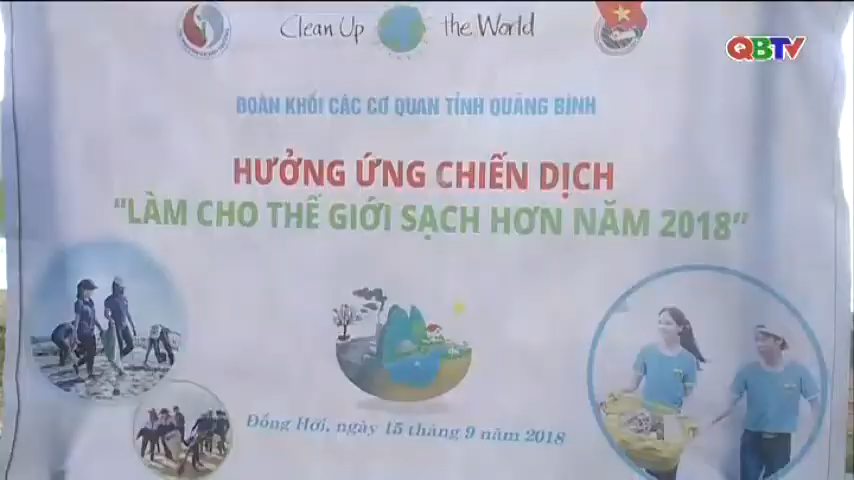 Clean Up the World
QBTV
ĐOÀN KHỐI CÁC CƠ QUAN TỈNH QUẢNG BÌNH
HƯỞNG ỨNG CHIẾN DỊCH
"LÀM CHO THẾ GIỚI SẠCH HƠN NĂM 2018"
Đồng Hới, ngày 15 tháng 9 năm 2018